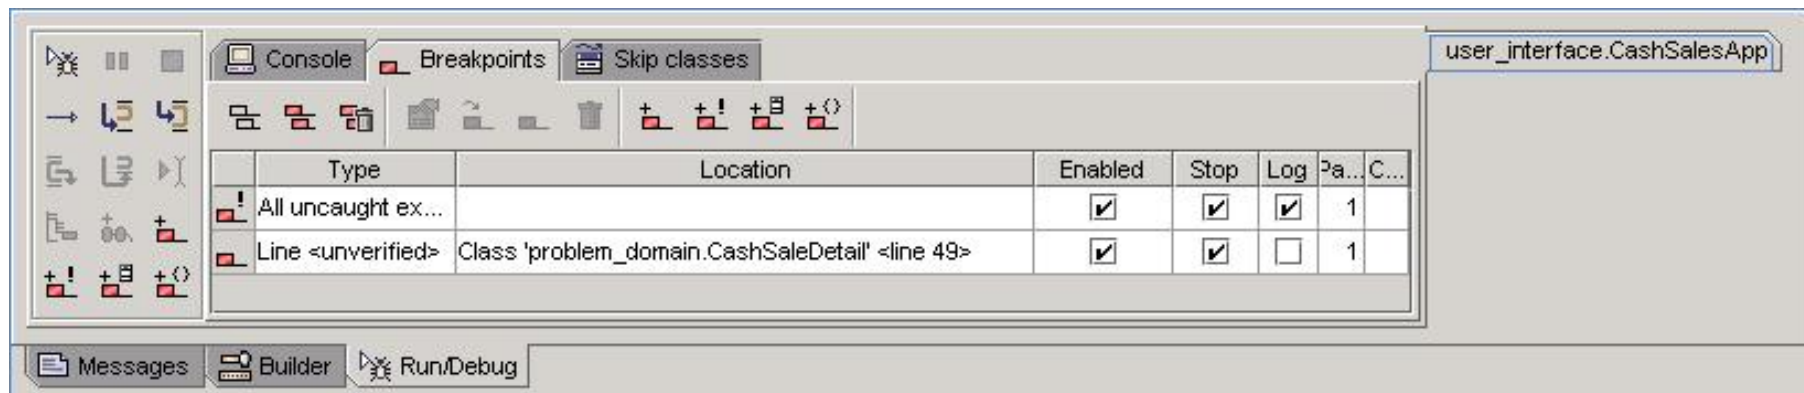 Console Breakpoints Skip classes user_interface.CashSalesApp
Type Location Enabled Stop Log Pa... C...
All uncaught ex... 1
Line <unverified> Class 'problem_domain.CashSaleDetail' <line 49> 1
Messages Builder Run/Debug